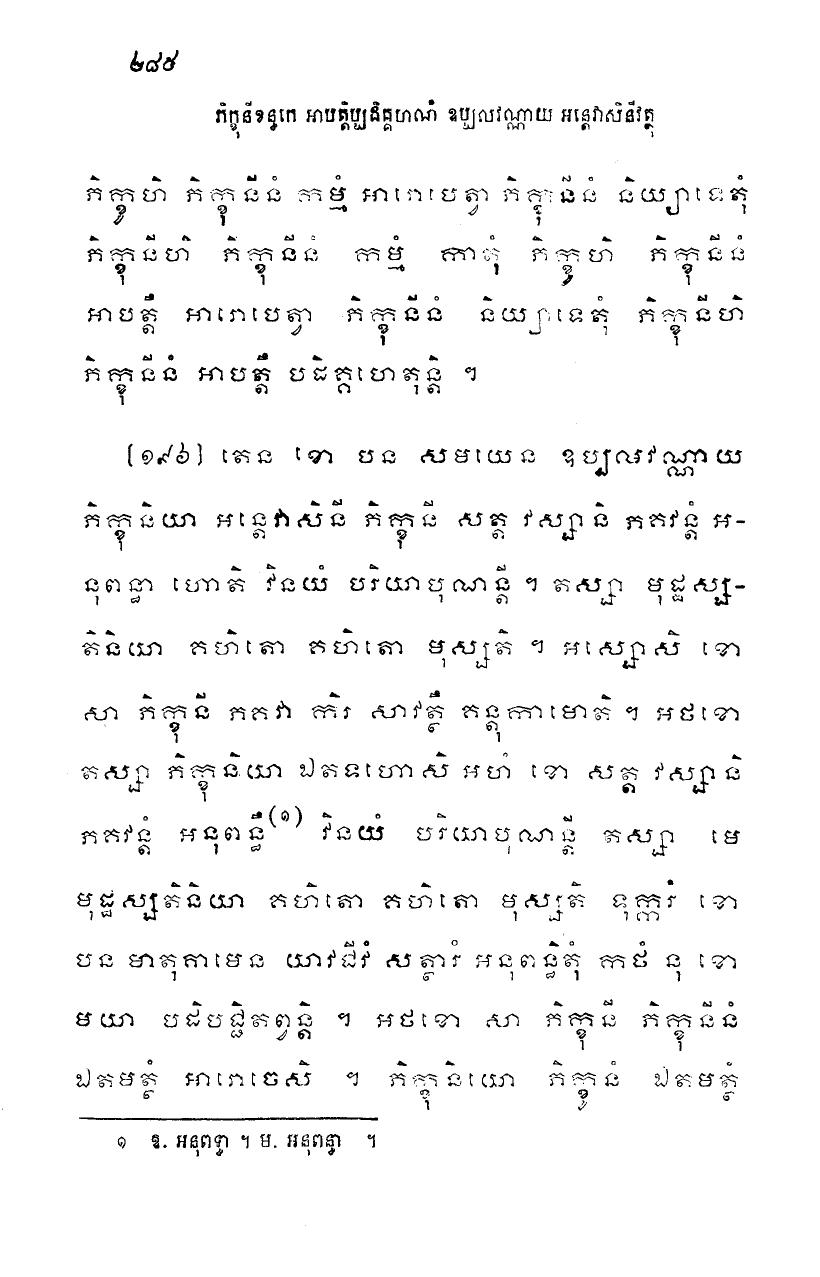 ២៨៥
ភិក្ខុនីខន្ធកេ អាបត្តិប្បដិគ្គហណំ ឧប្បលវណ្ណាយ អន្តេវាសិនីវត្ថុ
ភិក្ខូហិ ភិក្ខុនីនំ កម្មំ អារោបេត្វា ភិក្ខុនីនំ និយ្យាទេតុំ
ភិក្ខុនីហិ ភិក្ខុនីនំ កម្មំ កាតុំ ភិក្ខូហិ ភិក្ខុនីនំ
អាបត្តឹ អារោបេត្វា ភិក្ខុនីនំ និយ្យាទេតុំ ភិក្ខុនីហិ
ភិក្ខុនីនំ អាបត្តឹ បដិគ្គហេតុន្តិ ។
[១៩៦] តេន ខោ បន សមយេន ឧប្បលវណ្ណាយ
ភិក្ខុនិយា អន្តេវាសិនី ភិក្ខុនី សត្ត វស្សានិ ភគវន្តំ អ-
នុពន្ធា ហោតិ វិនយំ បរិយាបុណន្តី ។ តស្សា មុដ្ឋស្ស-
តិនិយា គហិតោ គហិតោ មុស្សតិ ។ អស្សោសិ ខោ
សា ភិក្ខុនី ភគវា កិរ សាវត្ថឹ គន្តុកាមោតិ ។ អថខោ
តស្សា ភិក្ខុនិយា ឯតទហោសិ អហំ ខោ សត្ត វស្សានិ
ភគវន្តំ អនុពន្ធឹ(១) វិនយំ បរិយាបុណន្តី តស្សា មេ
មុដ្ឋស្សតិនិយា គហិតោ គហិតោ មុស្សតិ ទុក្ករំ ខោ
បន មាតុគាមេន យាវជីវំ សត្ថារំ អនុពន្ធិតុំ កថំ នុ ខោ
មយា បដិបជ្ជិតព្វន្តិ ។ អថខោ សា ភិក្ខុនី ភិក្ខុនីនំ
ឯតមត្ថំ អារោចេសិ ។ ភិក្ខុនិយោ ភិក្ខូនំ ឯតមត្ថំ
១ ឱ. អនុពទ្ធា ។ ម. អនុពន្ធា ។